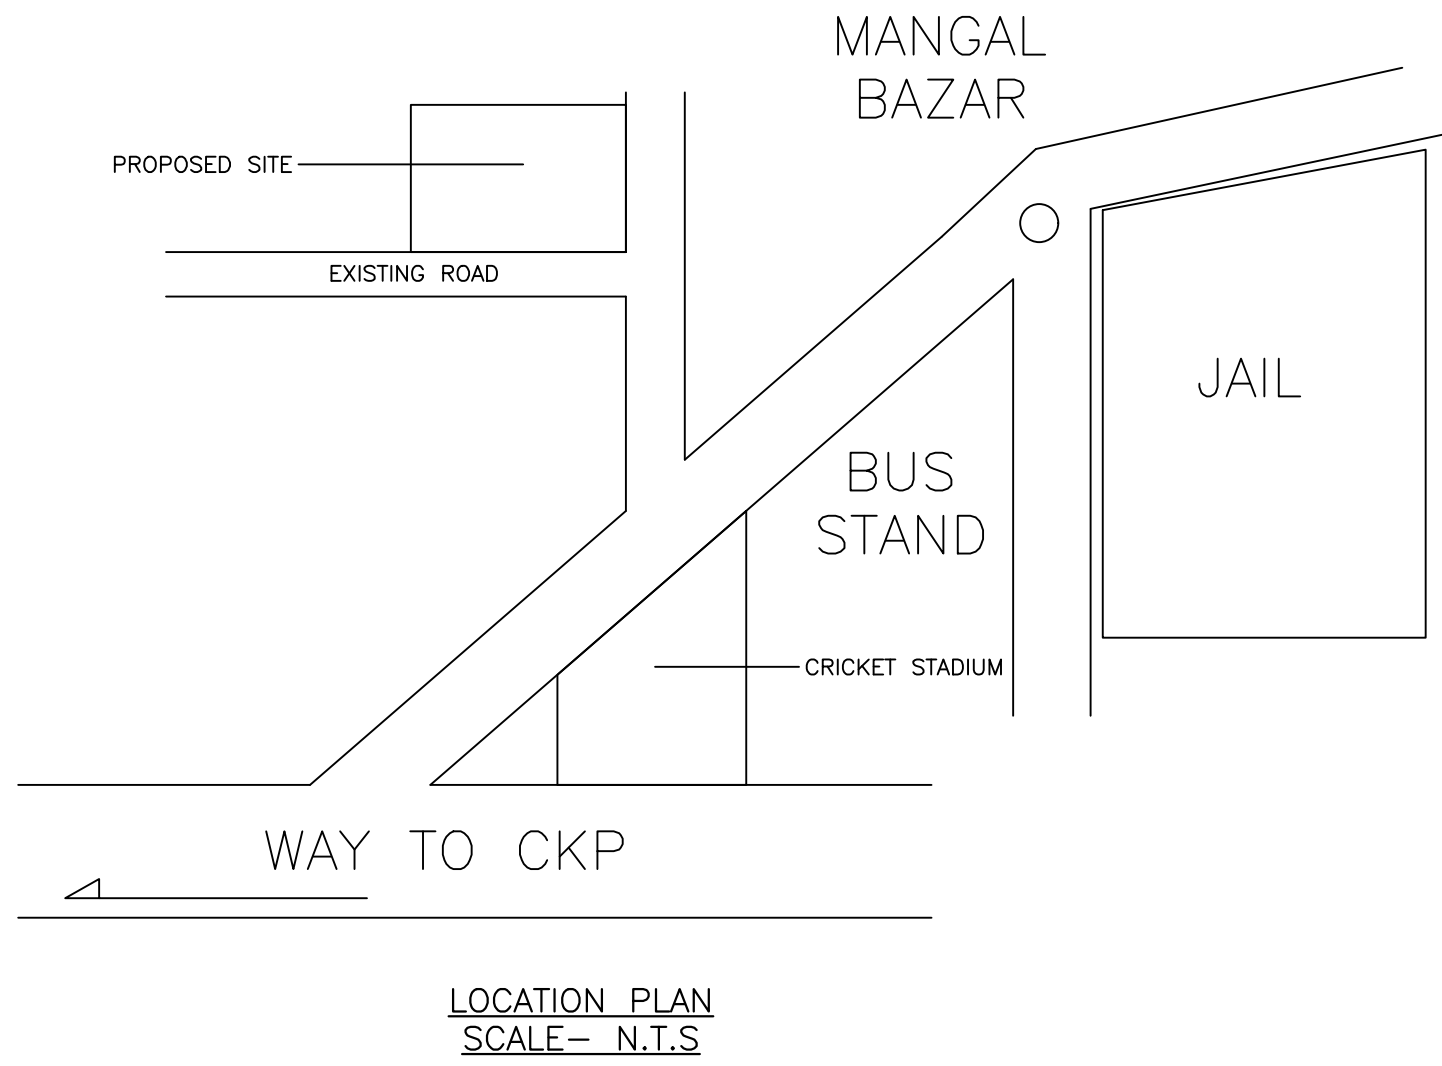 MANGAL
BAZAR
PROPOSED SITE
EXISTING ROAD
JAIL
BUS
STAND
CRICKET STADIUM
WAY TO CKP
LOCATION PLAN
SCALE- N.T.S